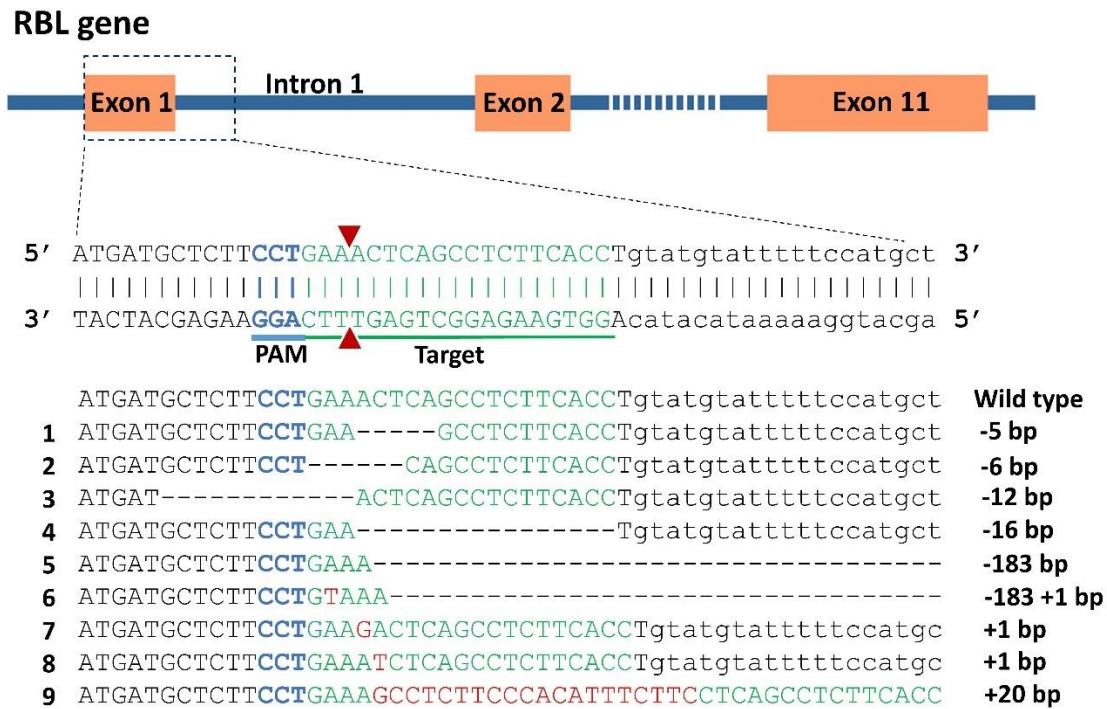 RBL gene
Exon 1
Intron 1
Exon 2
Exon 11
5′ ATGATGCTCTTCCTGAAACTCAGCCTCTTCACCTgtatgtatttttccatgct 3′
3′ TACTACGAGAAGGACTTTGAGTCGGAGAAGTGGAcatacataaaaaggtacga 5′
PAM Target
ATGATGCTCTTCCTGAAACTCAGCCTCTTCACCTgtatgtatttttccatgct Wild type
1 ATGATGCTCTTCCTGAA-----GCCTCTTCACCTgtatgtatttttccatgct -5 bp
2 ATGATGCTCTTCCT------CAGCCTCTTCACCTgtatgtatttttccatgct -6 bp
3 ATGAT------------ACTCAGCCTCTTCACCTgtatgtatttttccatgct -12 bp
4 ATGATGCTCTTCCTGAA----------------Tgtatgtatttttccatgct -16 bp
5 ATGATGCTCTTCCTGAAA----------------------------------- -183 bp
6 ATGATGCTCTTCCTGTAAA---------------------------------- -183 +1 bp
7 ATGATGCTCTTCCTGAAGACTCAGCCTCTTCACCTgtatgtatttttccatgc +1 bp
8 ATGATGCTCTTCCTGAAATCTCAGCCTCTTCACCTgtatgtatttttccatgc +1 bp
9 ATGATGCTCTTCCTGAAAGCCTCTTCCCACATTTCTTCCTCAGCCTCTTCACC +20 bp